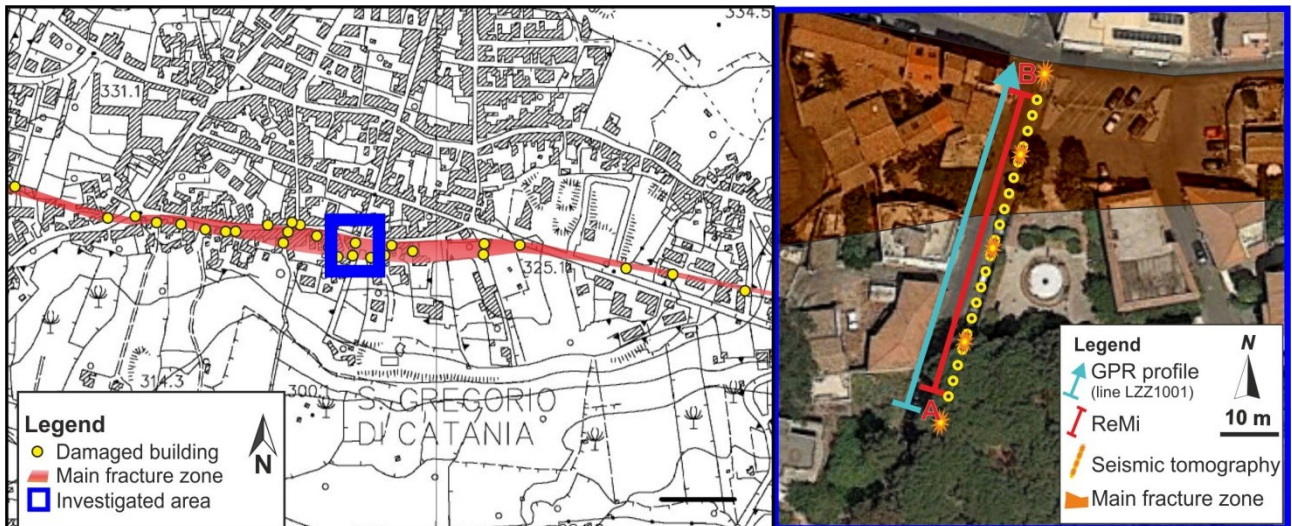 334.5
331.1
325.1
314.3
300.1
S. GREGORIO
DI CATANIA
Legend
Damaged building
Main fracture zone
Investigated area
N
B
A
Legend
GPR profile
(line LZZ1001)
ReMi
Seismic tomography
Main fracture zone
N
10 m